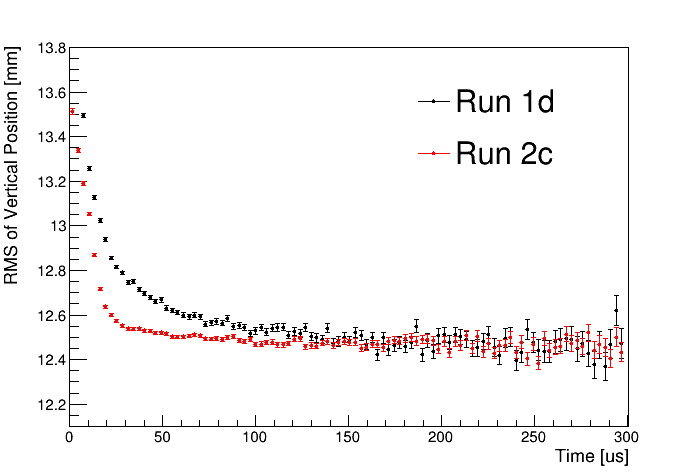 13.8
13.6
13.4
13.2
13
12.8
12.6
12.4
12.2
RMS of Vertical Position [mm]
Run 1d
Run 2c
0 50 100 150 200 250 300
Time [us]